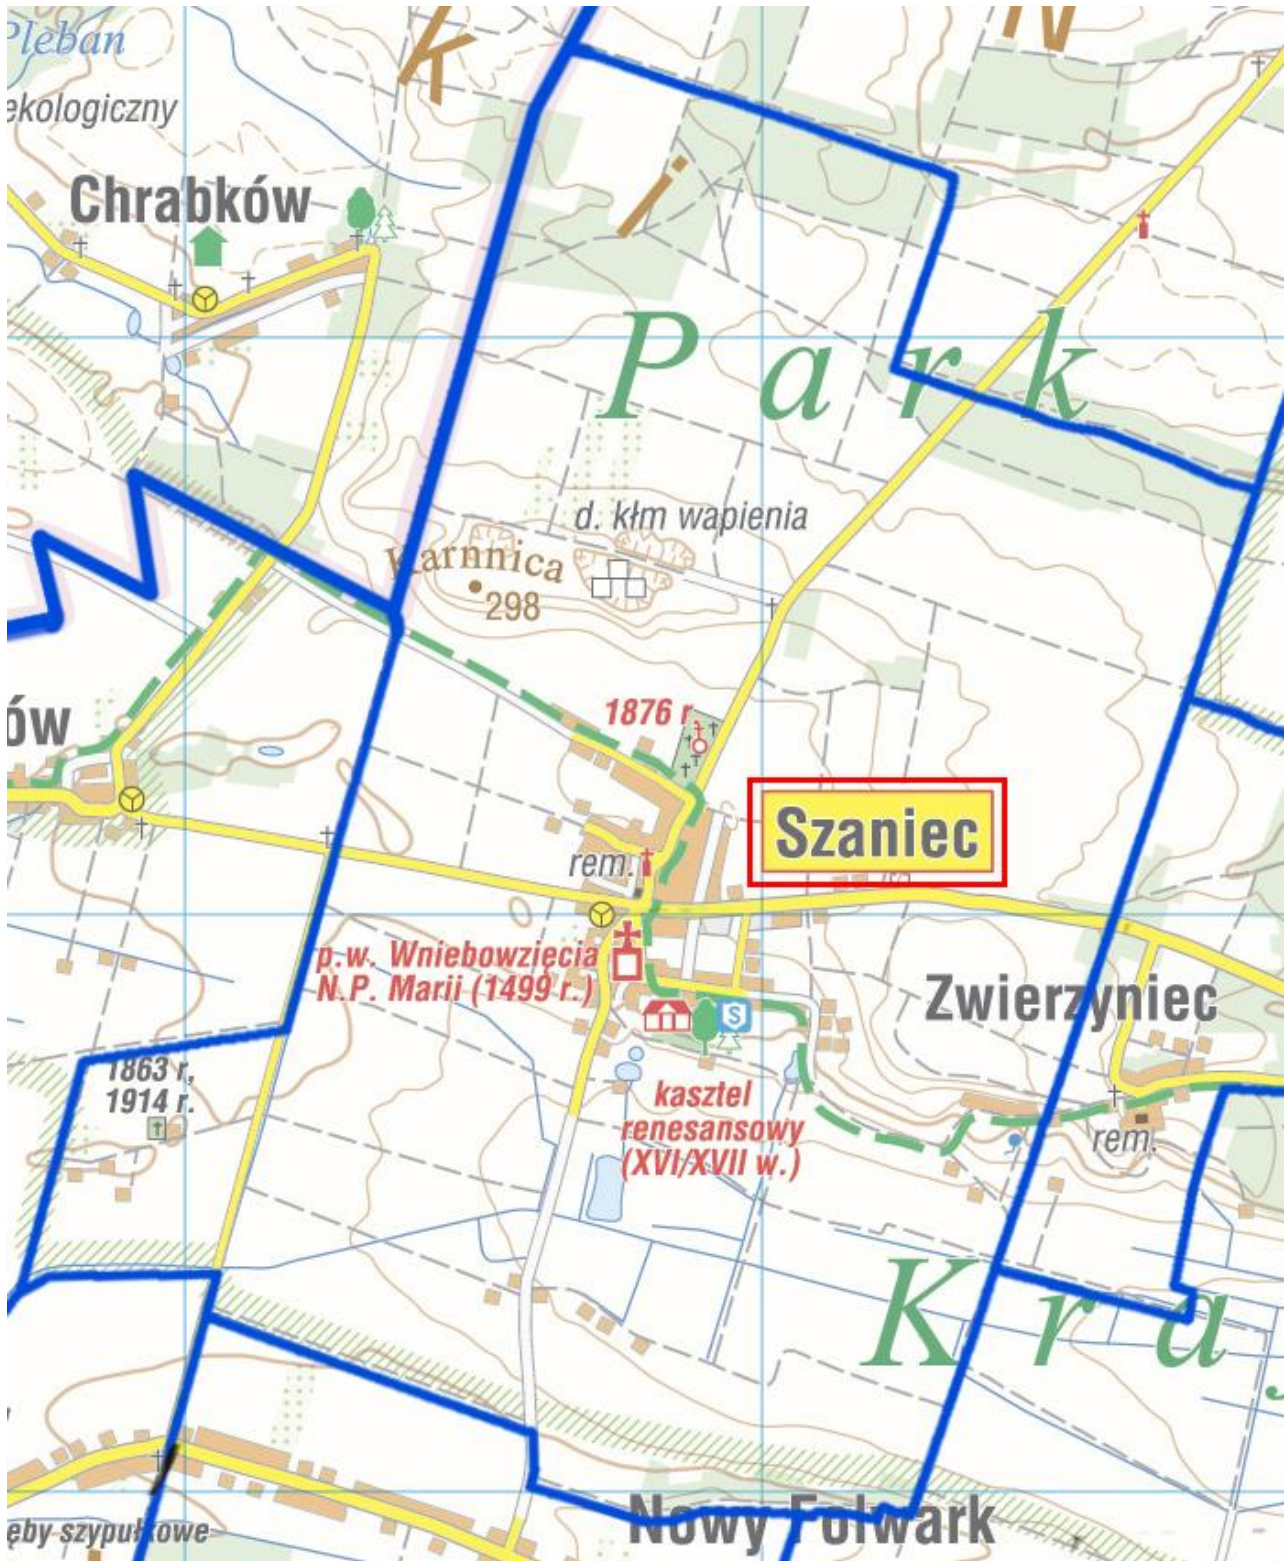 Pleban
ekologiczny
K
N
i
Chrabków
P a r k
d. kłm wapienia
Karnnica
298
ów
1876 r.
Szaniec
rem.
p.w. Wniebowzięcia
N.P. Marii (1499 r.)
Zwierzyniec
S
1863 r,
1914 r.
kasztel
renesansowy
(XVI/XVII w.)
rem.
K r a j
Nowy Folwark
ęby szypułkowe